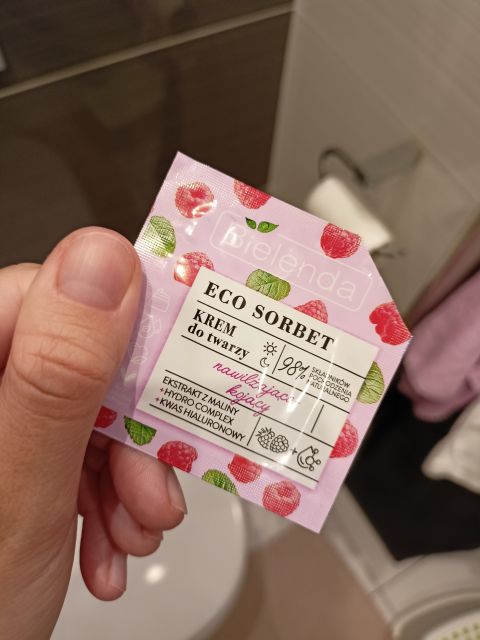 Bielenda
ECO SORBET
KREM
do twarzy
98%
SKŁADNIKÓW
POCHODZENIA
NATURALNEGO
nawilżająco
kojący
EKSTRAKT Z MALINY
+HYDRO COMPLEX
+KWAS HIALURONOWY